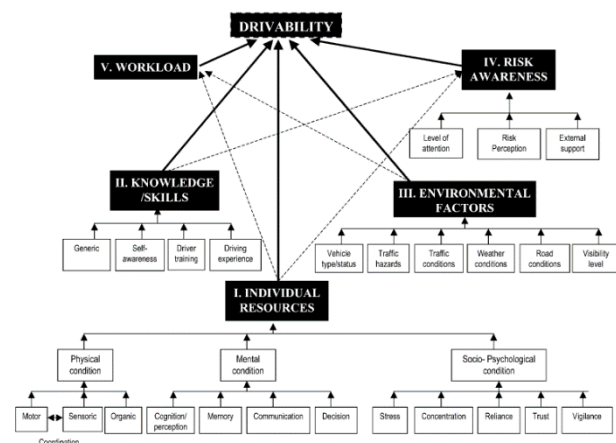 DRIVABILITY
V. WORKLOAD
IV. RISK
AWARENESS
Level of
attention
Risk
Perception
External
support
II. KNOWLEDGE
/SKILLS
III. ENVIRONMENTAL
FACTORS
Generic
Self-
awareness
Driver
training
Driving
experience
Vehicle
type/status
Traffic
hazards
Traffic
conditions
Weather
conditions
Road
conditions
Visibility
level
I. INDIVIDUAL
RESOURCES
Physical
condition
Mental
condition
Socio- Psychological
condition
Motor
Sensoric
Organic
Cognition/
perception
Memory
Communication
Decision
Stress
Concentration
Reliance
Trust
Vigilance
Coordination